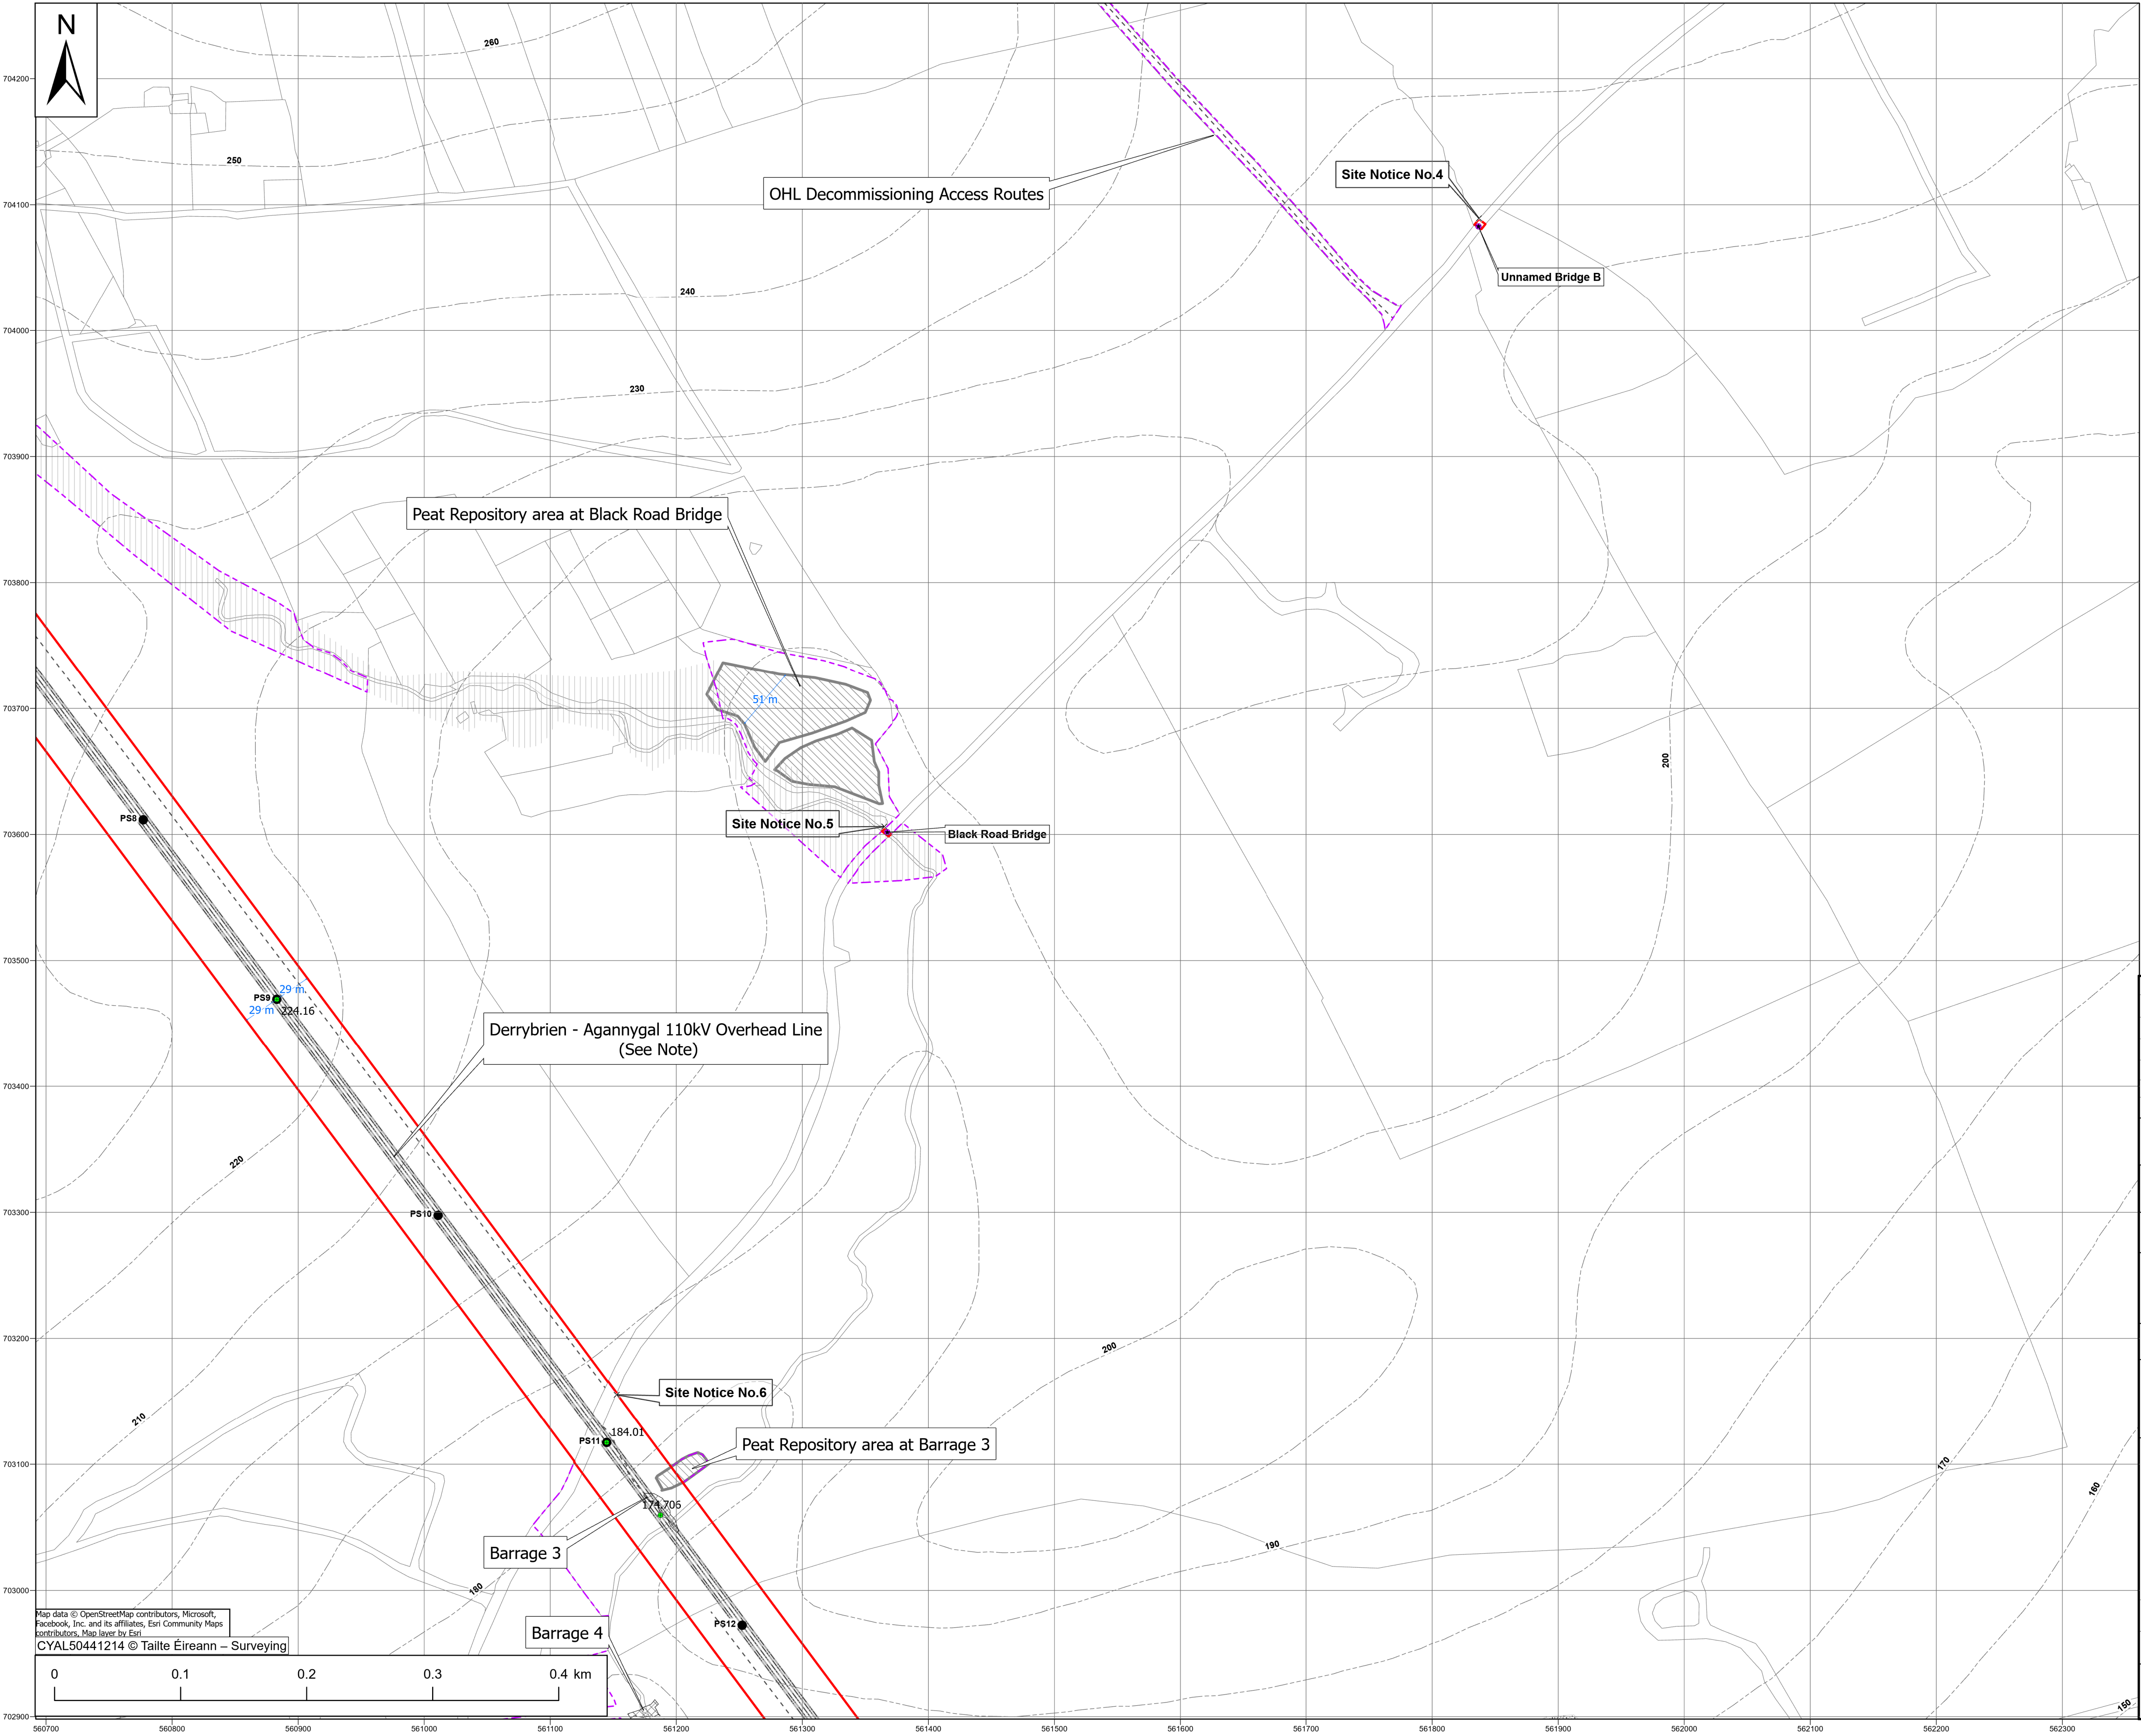 N
260
704200
250
Site Notice No.4
OHL Decommissioning Access Routes
704100
Unnamed Bridge B
240
704000
230
703900
Peat Repository area at Black Road Bridge
703800
51 m
703700
200
PS8
Site Notice No.5
Black Road Bridge
703600
703500
PS9
29 m
29 m
224.16
Derrybrien - Agannygal 110kV Overhead Line
(See Note)
703400
220
703300
PS10
703200
200
Site Notice No.6
210
184.01
PS11
Peat Repository area at Barrage 3
703100
170
160
174.706
Barrage 3
190
180
703000
PS12
Barrage 4
Map data © OpenStreetMap contributors, Microsoft,
Facebook, Inc. and its affiliates, Esri Community Maps
contributors, Map layer by Esri
CYAL50441214 © Tailte Éireann – Surveying
0 0.1 0.2 0.3 0.4 km
150
702900
560700 560800 560900 561000 561100 561200 561300 561400 561500 561600 561700 561800 561900 562000 562100 562200 562300